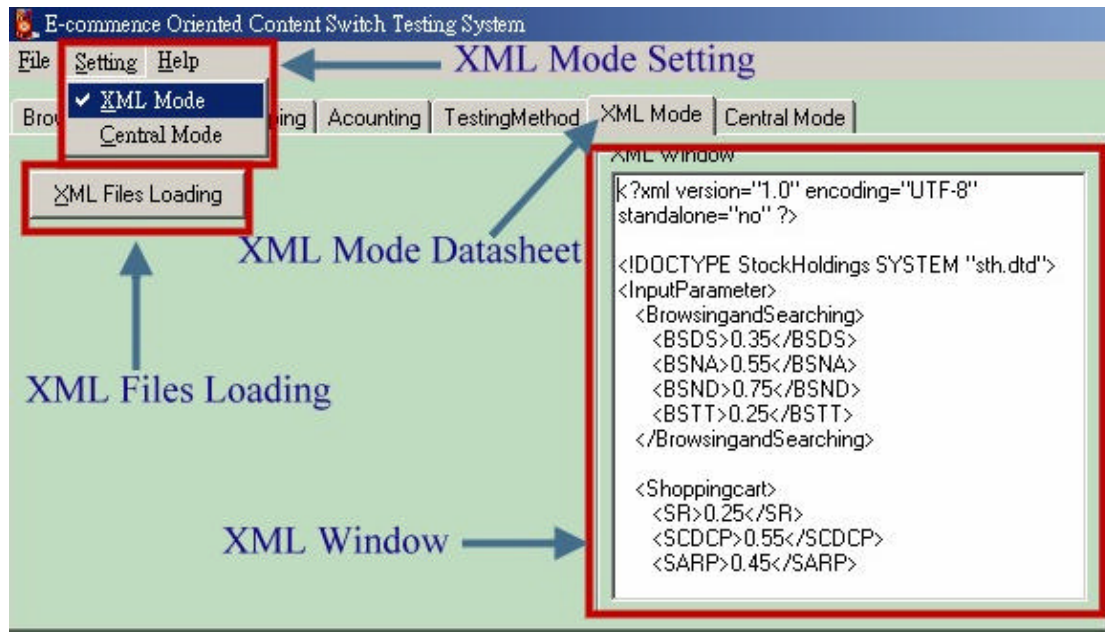 E-commence Oriented Content Switch Testing System
File Setting Help
XML Mode Setting
XML Mode
Central Mode
Acounting TestingMethod XML Mode Central Mode
XML Files Loading
XML Window
<?xml version="1.0" encoding="UTF-8"
standalone="no" ?>
<!DOCTYPE StockHoldings SYSTEM "sth.dtd">
<InputParameter>
<BrowsingandSearching>
<BSDS>0.35</BSDS>
<BSNA>0.55</BSNA>
<BSND>0.75</BSND>
<BSTT>0.25</BSTT>
</BrowsingandSearching>
<Shoppingcart>
<SR>0.25</SR>
<SCDCP>0.55</SCDCP>
<SARP>0.45</SARP>
XML Mode Datasheet
XML Files Loading
XML Window